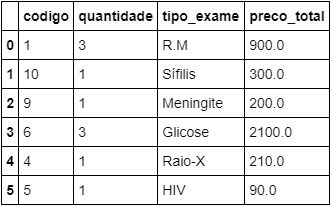 codigo quantidade tipo_exame preco_total
0 1 3 R.M 900.0
1 10 1 Sífilis 300.0
2 9 1 Meningite 200.0
3 6 3 Glicose 2100.0
4 4 1 Raio-X 210.0
5 5 1 HIV 90.0